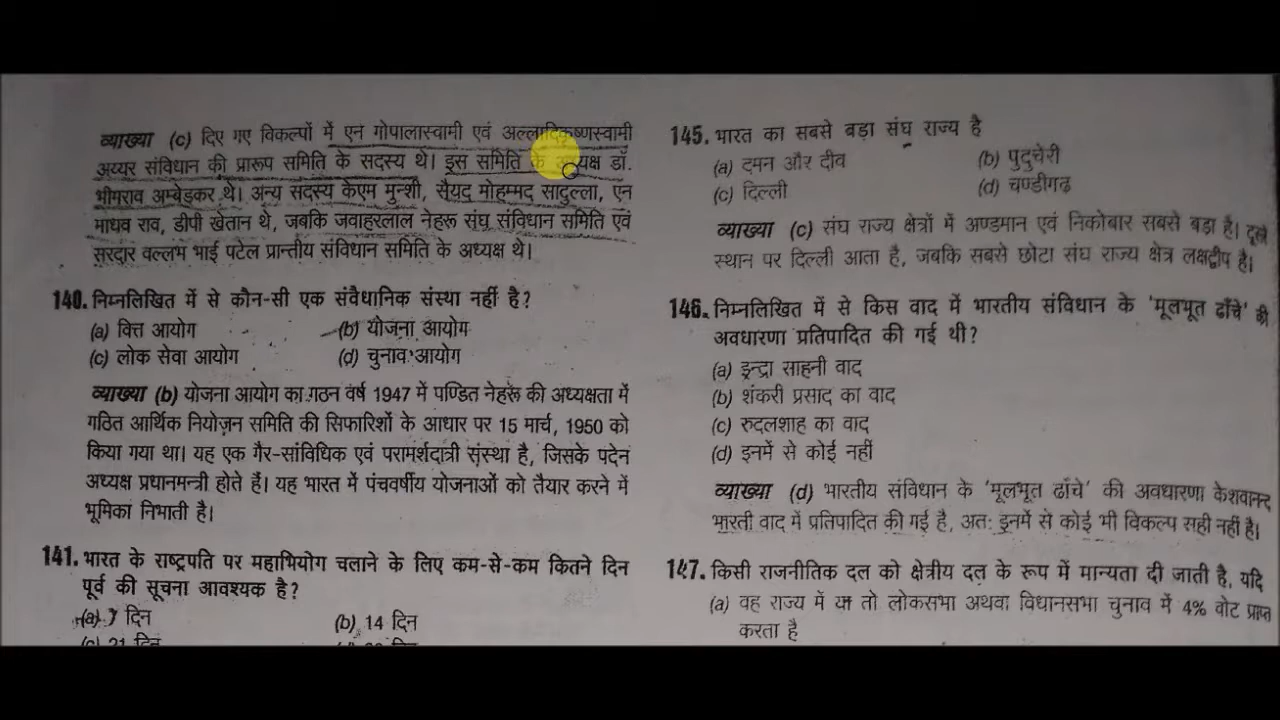 व्याख्या (c) दिए गए विकल्पों में एन गोपालास्वामी एवं अल्लादिकृष्णस्वामी
अय्यर संविधान की प्रारूप समिति के सदस्य थे। इस समिति के अध्यक्ष डॉ.
भीमराव अम्बेडकर थे। अन्य सदस्य केएम मुन्शी, सैयद मोहम्मद सादुल्ला, एन
माधव राव, डीपी खेतान थे, जबकि जवाहरलाल नेहरू संघ संविधान समिति एवं
सरदार वल्लभ भाई पटेल प्रान्तीय संविधान समिति के अध्यक्ष थे।
140. निम्नलिखित में से कौन-सी एक संवैधानिक संस्था नहीं है?
(a) वित्त आयोग (b) योजना आयोग
(c) लोक सेवा आयोग (d) चुनाव आयोग
व्याख्या (b) योजना आयोग का गठन वर्ष 1947 में पण्डित नेहरू की अध्यक्षता में
गठित आर्थिक नियोजन समिति की सिफारिशों के आधार पर 15 मार्च, 1950 को
किया गया था। यह एक गैर-सांविधिक एवं परामर्शदात्री संस्था है, जिसके पदेन
अध्यक्ष प्रधानमन्त्री होते हैं। यह भारत में पंचवर्षीय योजनाओं को तैयार करने में
भूमिका निभाती है।
141. भारत के राष्ट्रपति पर महाभियोग चलाने के लिए कम-से-कम कितने दिन
पूर्व की सूचना आवश्यक है?
(a) 7 दिन (b) 14 दिन
(c) 21 दिन
145. भारत का सबसे बड़ा संघ राज्य है
(a) दमन और दीव (b) पुदुचेरी
(c) दिल्ली (d) चण्डीगढ़
व्याख्या (c) संघ राज्य क्षेत्रों में अण्डमान एवं निकोबार सबसे बड़ा है। दूसरे
स्थान पर दिल्ली आता है, जबकि सबसे छोटा संघ राज्य क्षेत्र लक्षद्वीप है।
146. निम्नलिखित में से किस वाद में भारतीय संविधान के 'मूलभूत ढाँचे' की
अवधारणा प्रतिपादित की गई थी?
(a) इन्द्रा साहनी वाद
(b) शंकरी प्रसाद का वाद
(c) रुदलशाह का वाद
(d) इनमें से कोई नहीं
व्याख्या (d) भारतीय संविधान के 'मूलभूत ढाँचे' की अवधारणा केशवानन्द
भारती वाद में प्रतिपादित की गई है, अतः इनमें से कोई भी विकल्प सही नहीं है।
147. किसी राजनीतिक दल को क्षेत्रीय दल के रूप में मान्यता दी जाती है, यदि
(a) वह राज्य में या तो लोकसभा अथवा विधानसभा चुनाव में 4% वोट प्राप्त
करता है